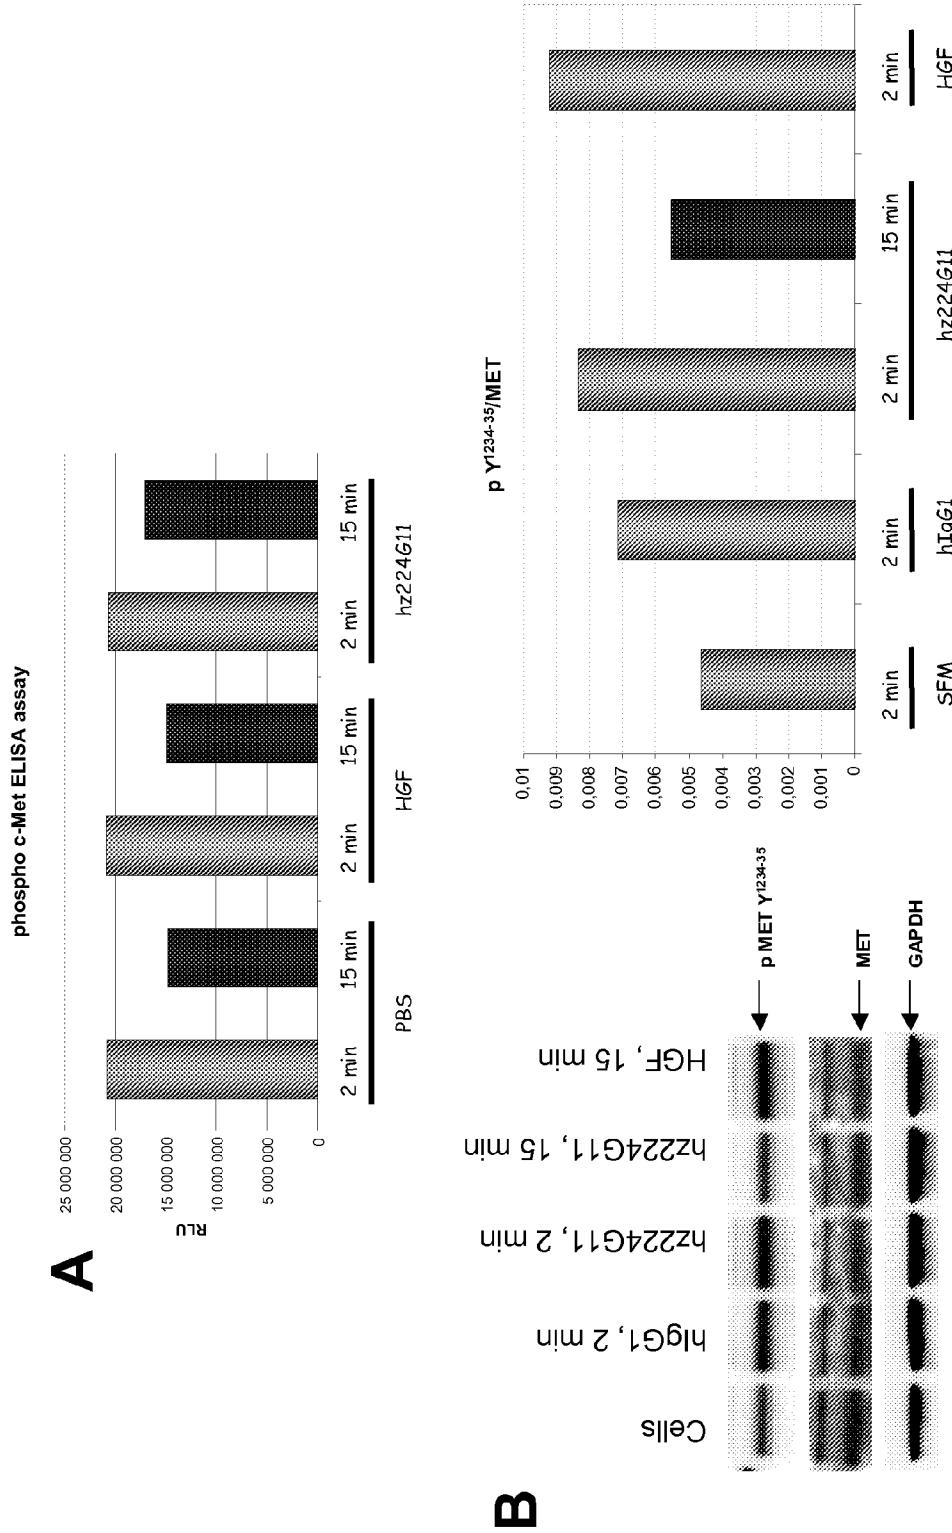 A
phospho c-Met ELISA assay
RLU
25 000 000
20 000 000
15 000 000
10 000 000
5 000 000
0
2 min
15 min
2 min
15 min
2 min
15 min
PBS
HGF
hz224G11
B
Cells
hIgG1, 2 min
hz224G11, 2 min
hz224G11, 15 min
HGF, 15 min
p MET Y1234-35
MET
GAPDH
p Y1234-35/MET
0,01
0,009
0,008
0,007
0,006
0,005
0,004
0,003
0,002
0,001
0
2 min
2 min
2 min
15 min
2 min
SFM
hIgG1
hz224G11
HGF